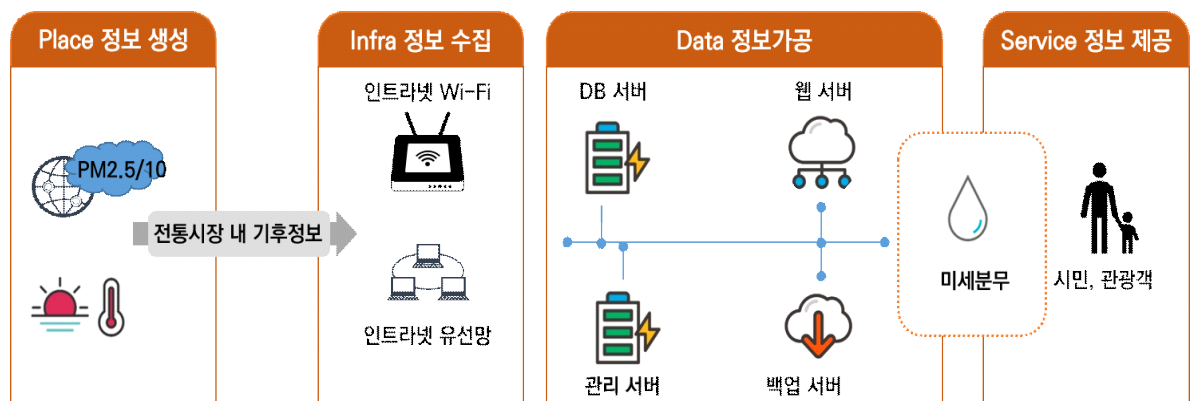 Place 정보 생성
Infra 정보 수집
Data 정보가공
Service 정보 제공
인트라넷 Wi-Fi
DB 서버
웹 서버
PM2.5/10
전통시장 내 기후정보
미세분무
시민, 관광객
인트라넷 유선망
관리 서버
백업 서버